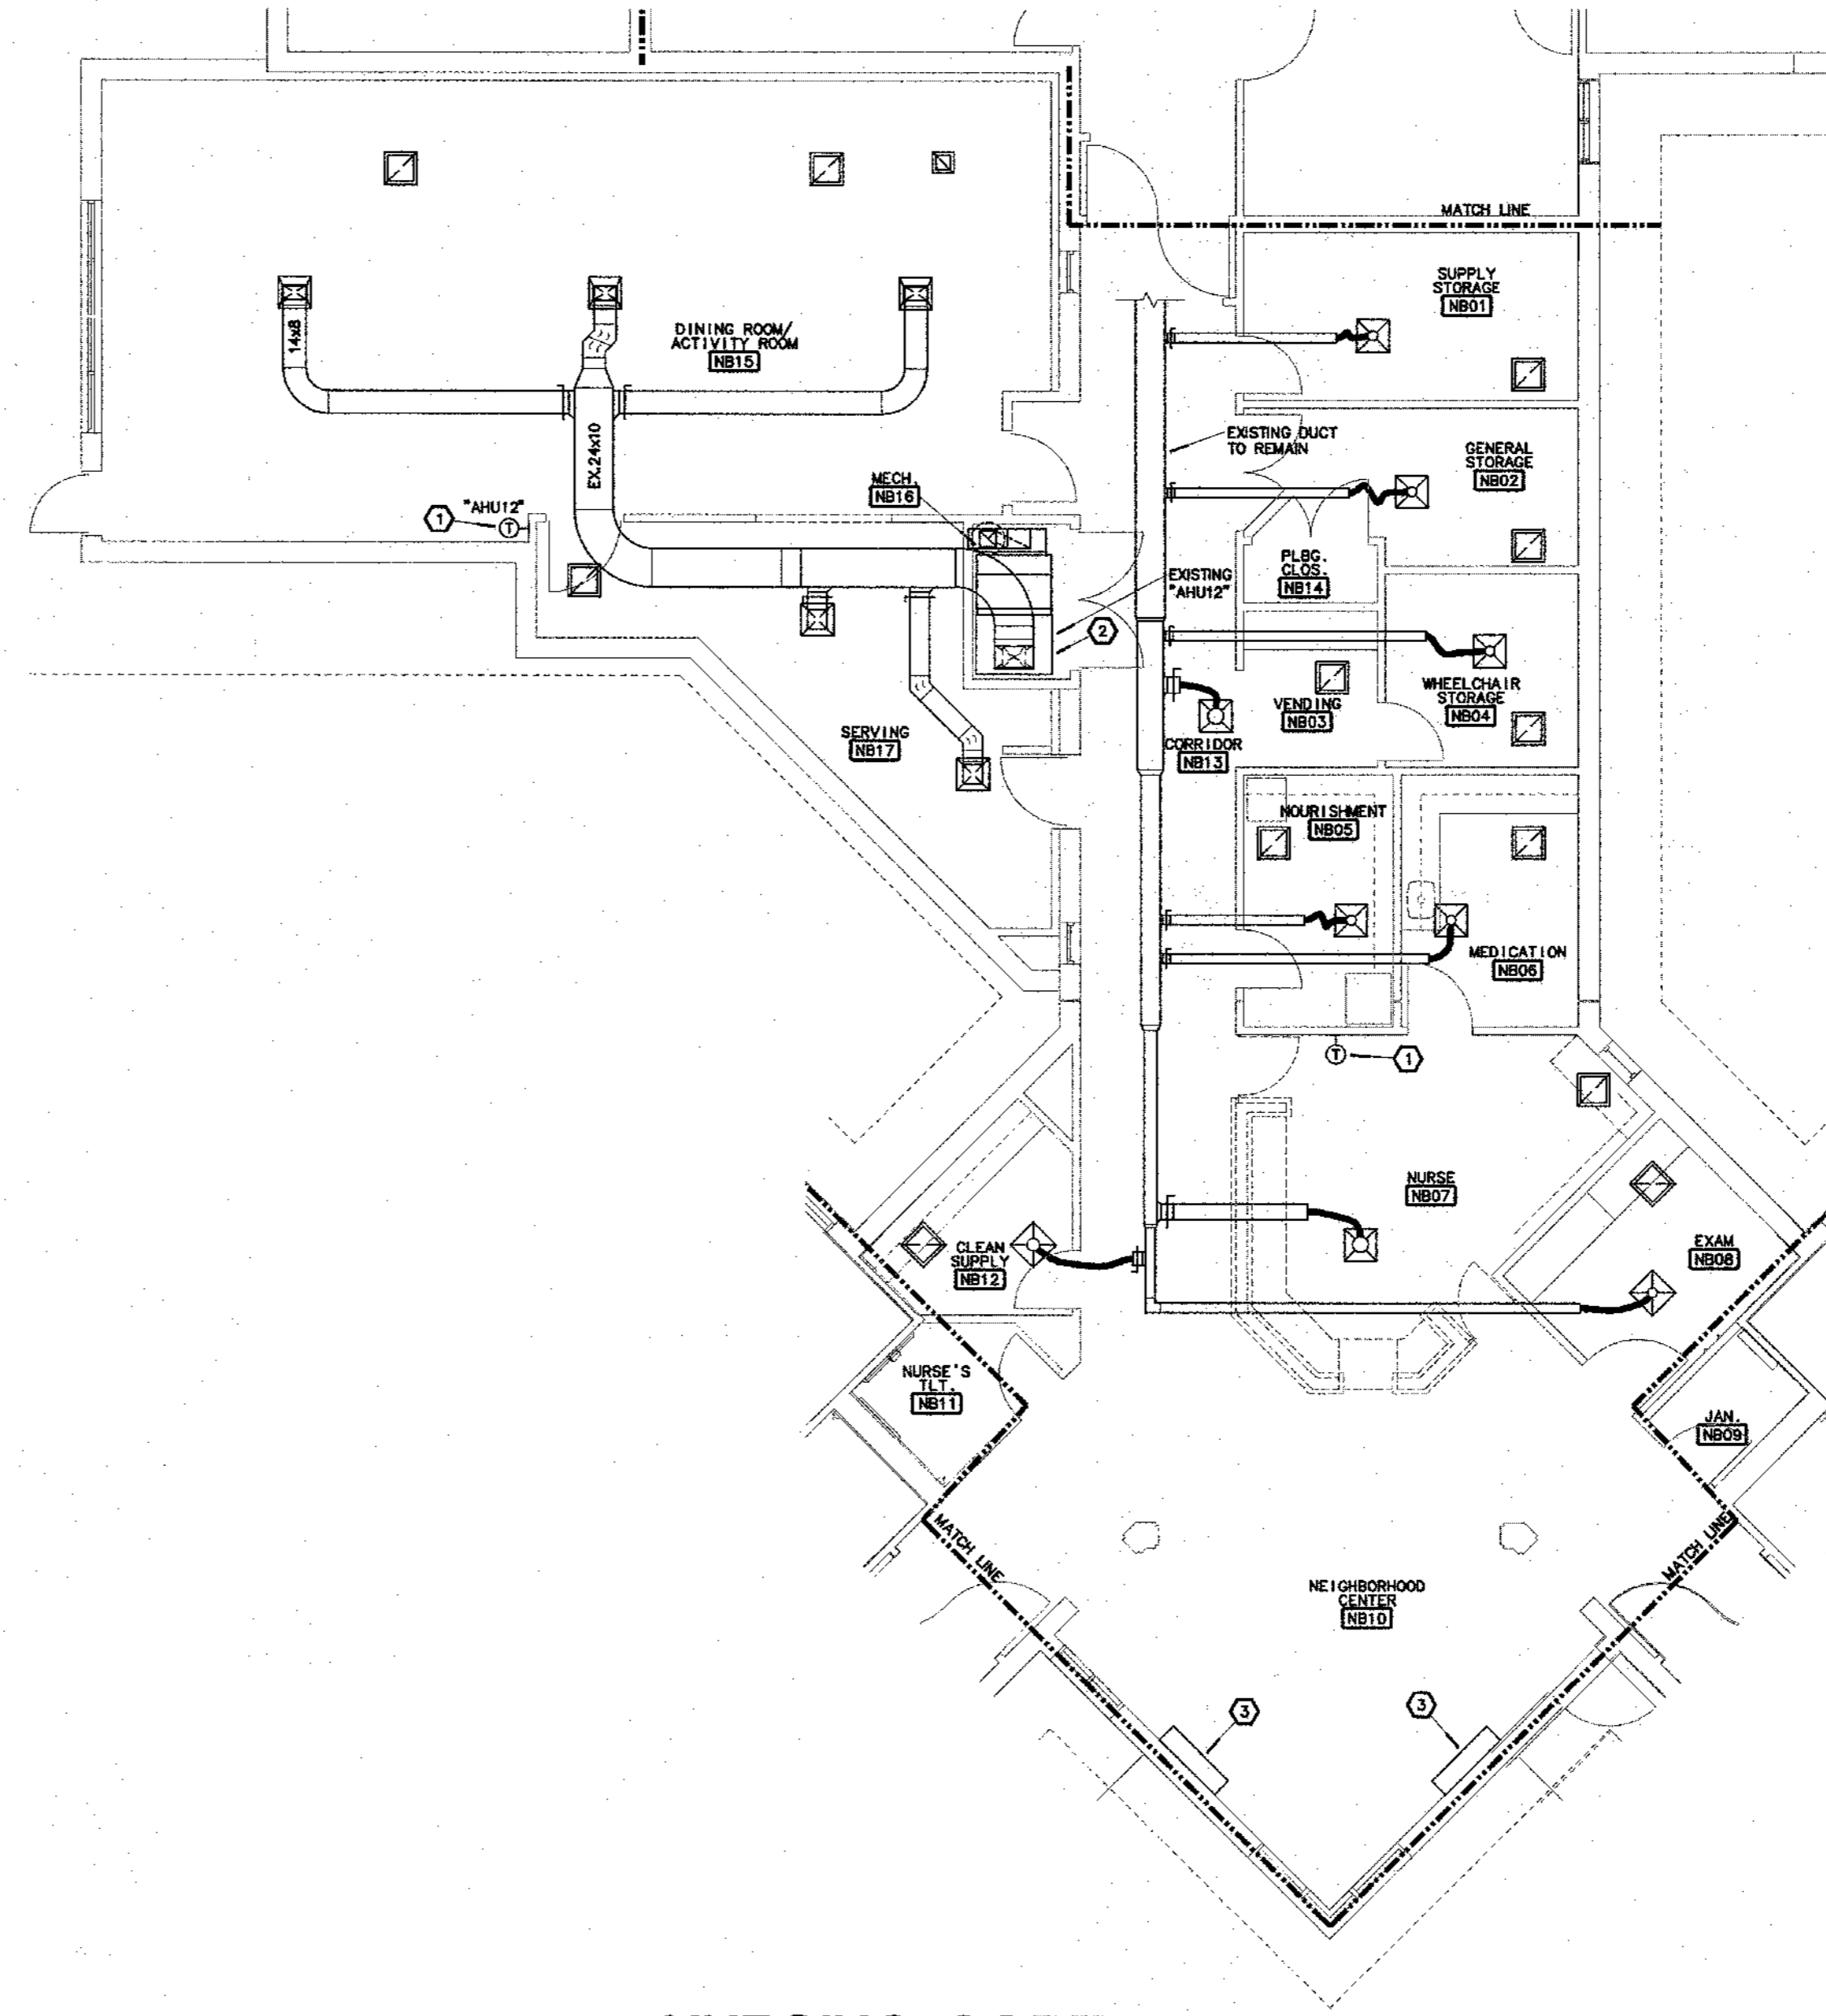 MATCH LINE
SUPPLY
STORAGE
NB01
14x8
DINING ROOM/
ACTIVITY ROOM
NB15
EX.24x10
EXISTING DUCT
TO REMAIN
GENERAL
STORAGE
NB02
MECH.
NB16
1
"AHU12"
T
PLBG.
CLOS.
NB14
EXISTING
"AHU12"
2
WHEELCHAIR
STORAGE
NB04
VENDING
NB03
SERVING
NB17
CORRIDOR
NB13
NOURISHMENT
NB05
MEDICATION
NB06
T
1
NURSE
NB07
EXAM
NB08
CLEAN
SUPPLY
NB12
NURSE'S
TLT.
NB11
JAN.
NB09
MATCH LINE
MATCH LINE
NEIGHBORHOOD
CENTER
NB10
3
3